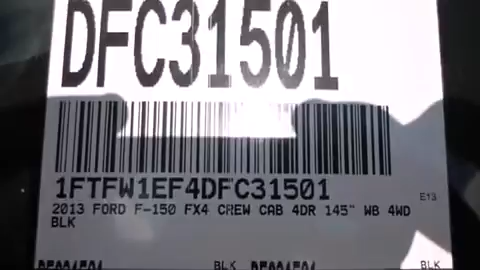 DFC31501
1FTFW1EF4DFC31501
E13
2013 FORD F-150 FX4 CREW CAB 4DR 145" WB 4WD
BLK
BLK BLK